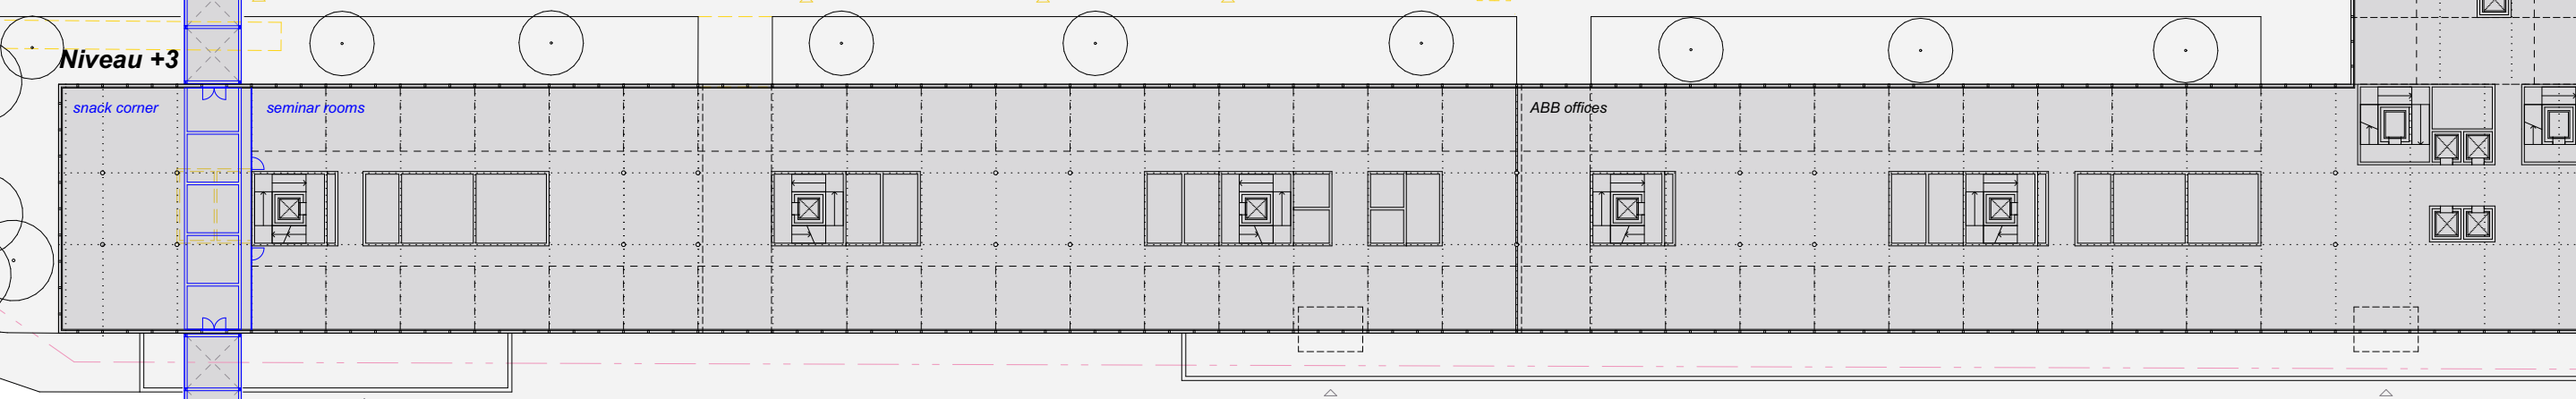 Niveau +3
snack corner
seminar rooms
ABB offices